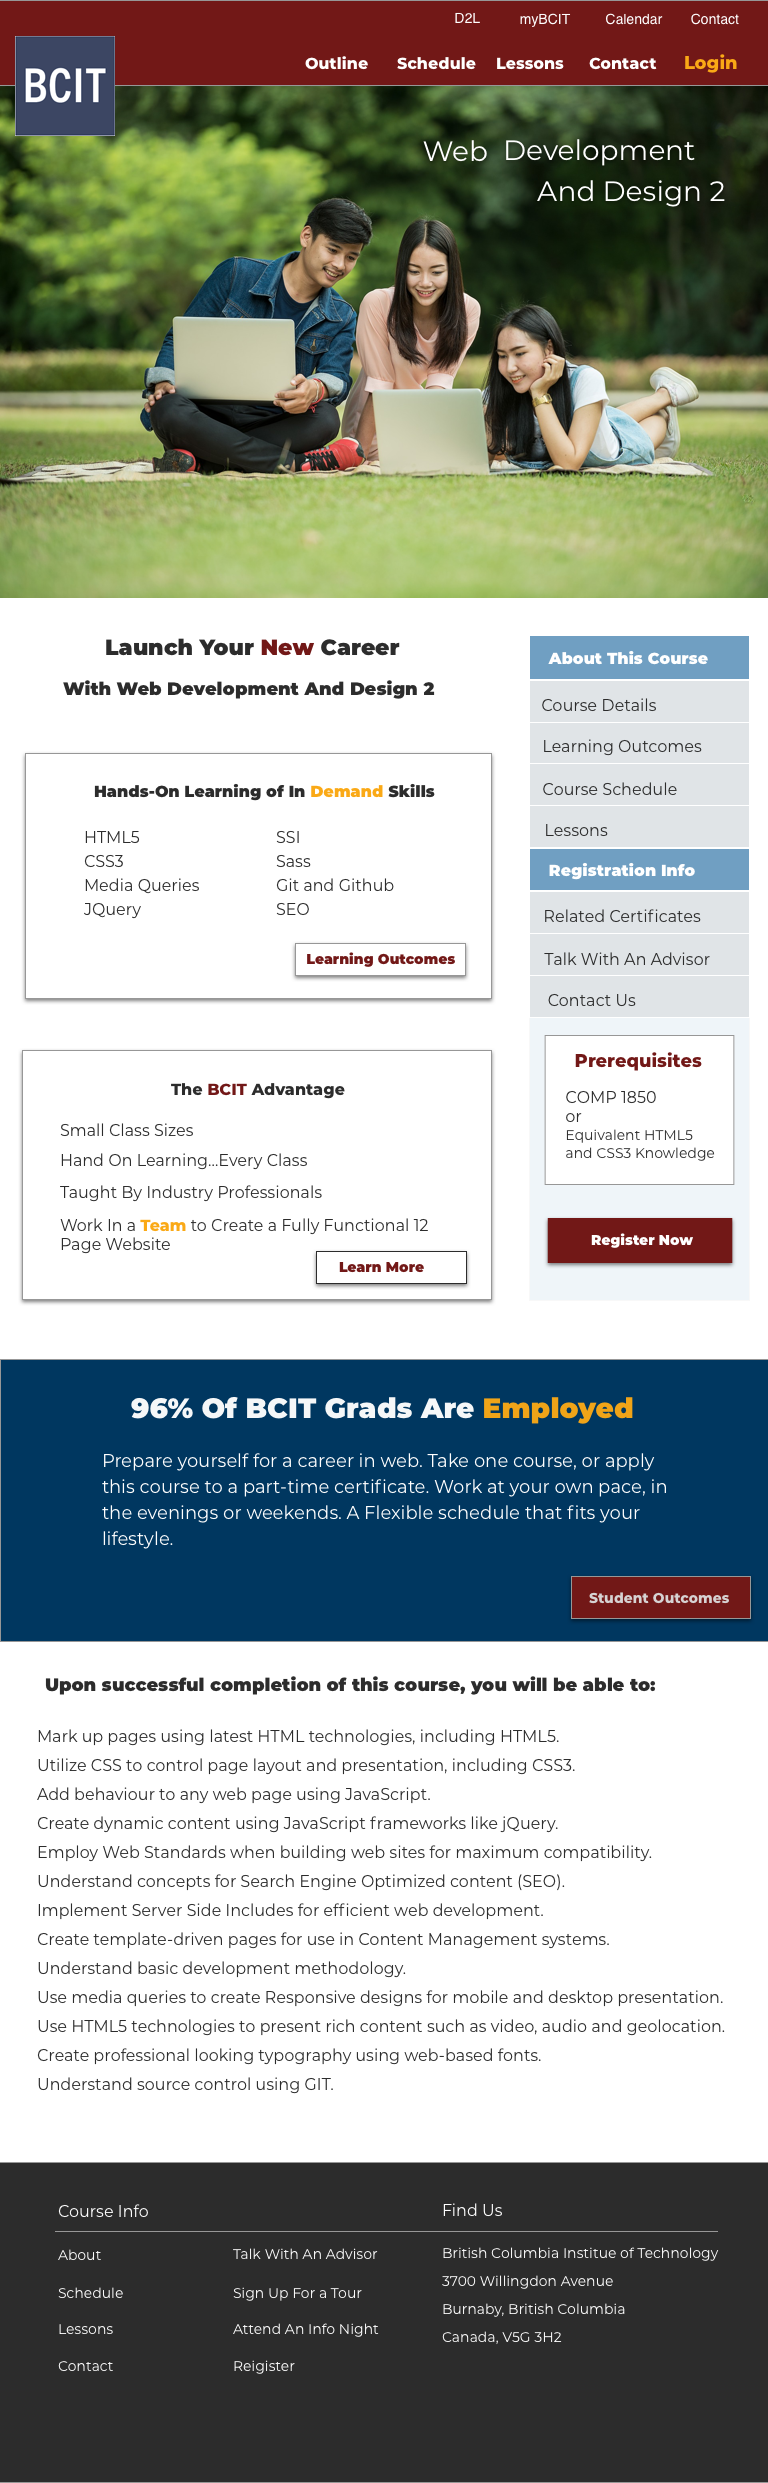 D2L myBCIT Calendar Contact
BCIT
Outline Schedule Lessons Contact Login
Web Development
And Design 2
Launch Your New Career
With Web Development And Design 2
Hands-On Learning of In Demand Skills
HTML5
CSS3
Media Queries
JQuery
SSI
Sass
Git and Github
SEO
Learning Outcomes
The BCIT Advantage
Small Class Sizes
Hand On Learning...Every Class
Taught By Industry Professionals
Work In a Team to Create a Fully Functional 12
Page Website
Learn More
About This Course
Course Details
Learning Outcomes
Course Schedule
Lessons
Registration Info
Related Certificates
Talk With An Advisor
Contact Us
Prerequisites
COMP 1850
or
Equivalent HTML5
and CSS3 Knowledge
Register Now
96% Of BCIT Grads Are Employed
Prepare yourself for a career in web. Take one course, or apply
this course to a part-time certificate. Work at your own pace, in
the evenings or weekends. A Flexible schedule that fits your
lifestyle.
Student Outcomes
Upon successful completion of this course, you will be able to:
Mark up pages using latest HTML technologies, including HTML5.
Utilize CSS to control page layout and presentation, including CSS3.
Add behaviour to any web page using JavaScript.
Create dynamic content using JavaScript frameworks like jQuery.
Employ Web Standards when building web sites for maximum compatibility.
Understand concepts for Search Engine Optimized content (SEO).
Implement Server Side Includes for efficient web development.
Create template-driven pages for use in Content Management systems.
Understand basic development methodology.
Use media queries to create Responsive designs for mobile and desktop presentation.
Use HTML5 technologies to present rich content such as video, audio and geolocation.
Create professional looking typography using web-based fonts.
Understand source control using GIT.
Course Info
About
Schedule
Lessons
Contact
Talk With An Advisor
Sign Up For a Tour
Attend An Info Night
Reigister
Find Us
British Columbia Institue of Technology
3700 Willingdon Avenue
Burnaby, British Columbia
Canada, V5G 3H2